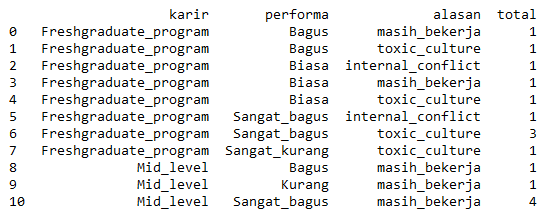 karir performa alasan total
0 Freshgraduate_program Bagus masih_bekerja 1
1 Freshgraduate_program Bagus toxic_culture 1
2 Freshgraduate_program Biasa internal_conflict 1
3 Freshgraduate_program Biasa masih_bekerja 1
4 Freshgraduate_program Biasa toxic_culture 1
5 Freshgraduate_program Sangat_bagus internal_conflict 1
6 Freshgraduate_program Sangat_bagus toxic_culture 3
7 Freshgraduate_program Sangat_kurang toxic_culture 1
8 Mid_level Bagus masih_bekerja 1
9 Mid_level Kurang masih_bekerja 1
10 Mid_level Sangat_bagus masih_bekerja 4